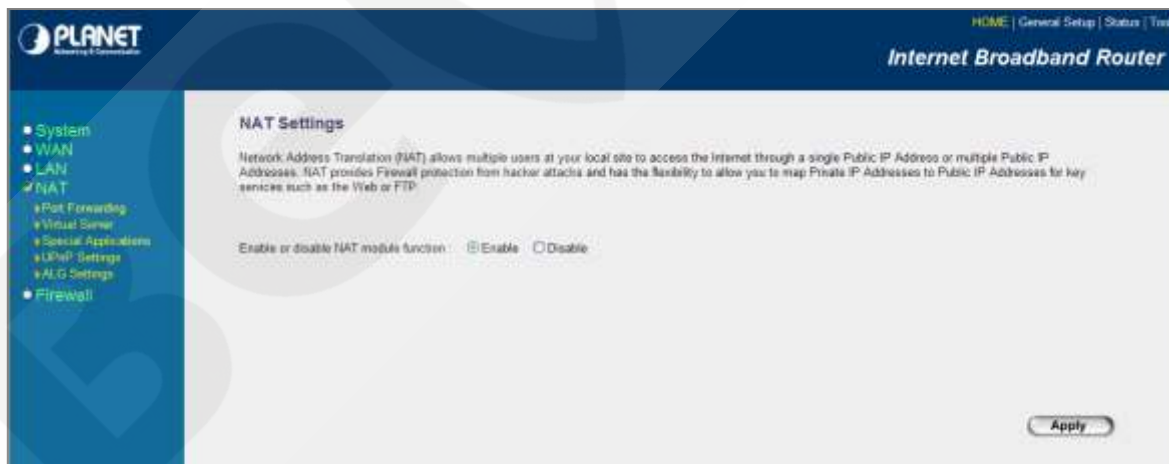 PLANET
Networking & Communication
HOME | General Setup | Status | Too
Internet Broadband Router
System
WAN
LAN
NAT
Port Forwarding
Virtual Server
Special Applications
UPnP Settings
ALG Settings
Firewall
NAT Settings
Network Address Translation (NAT) allows multiple users at your local site to access the Internet through a single Public IP Address or multiple Public IP
Addresses. NAT provides Firewall protection from hacker attacks and has the flexibility to allow you to map Private IP Addresses to Public IP Addresses for key
services such as the Web or FTP.
Enable or disable NAT module function : Enable Disable
Apply